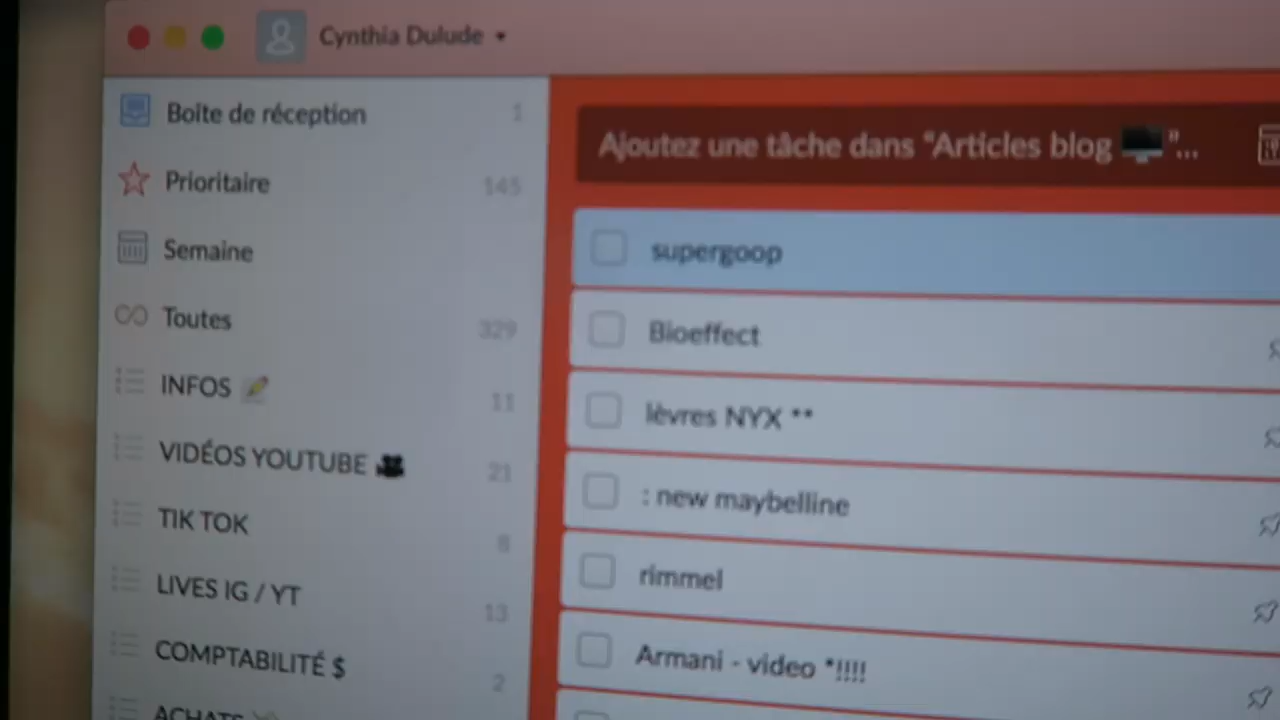 Cynthia Dulude
Boîte de réception 1
Prioritaire 145
Semaine
Toutes 329
INFOS 📝 11
VIDÉOS YOUTUBE 🎥 21
TIK TOK 8
LIVES IG / YT 13
COMPTABILITÉ $ 2
ACHATS
Ajoutez une tâche dans “Articles blog 🖥️”...
supergoop
Bioeffect
lèvres NYX **
: new maybelline
rimmel
Armani - video *!!!!